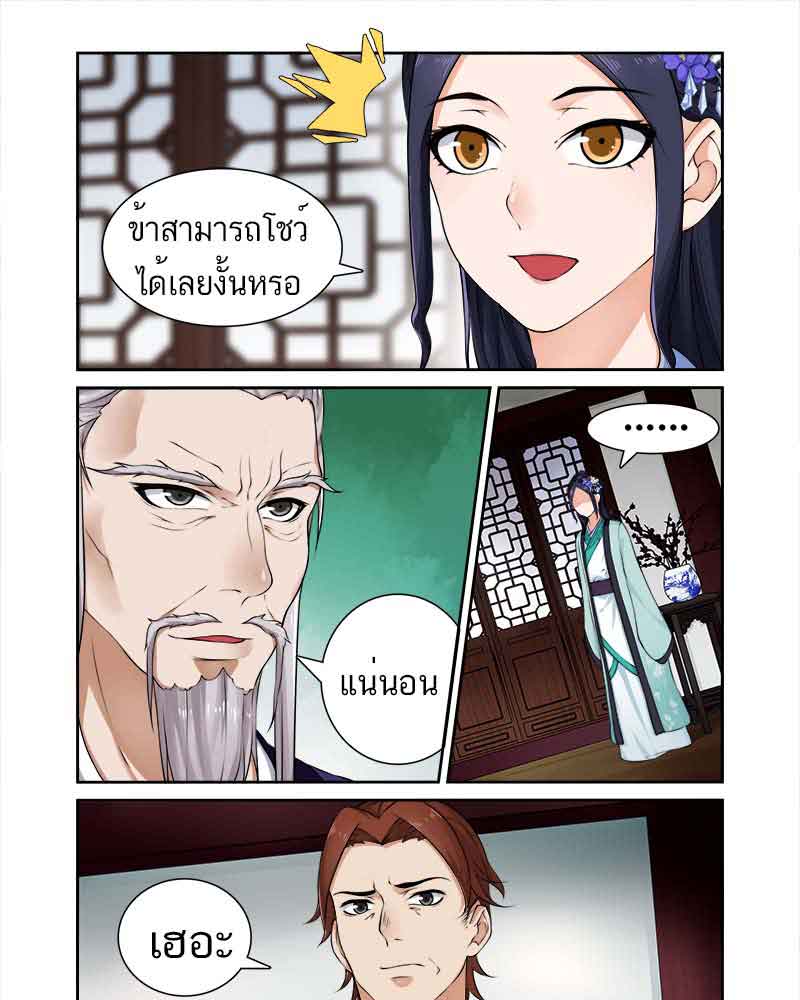 ข้าสามารถโชว์
ได้เลยงั้นหรอ
......
แน่นอน
เฮอะ